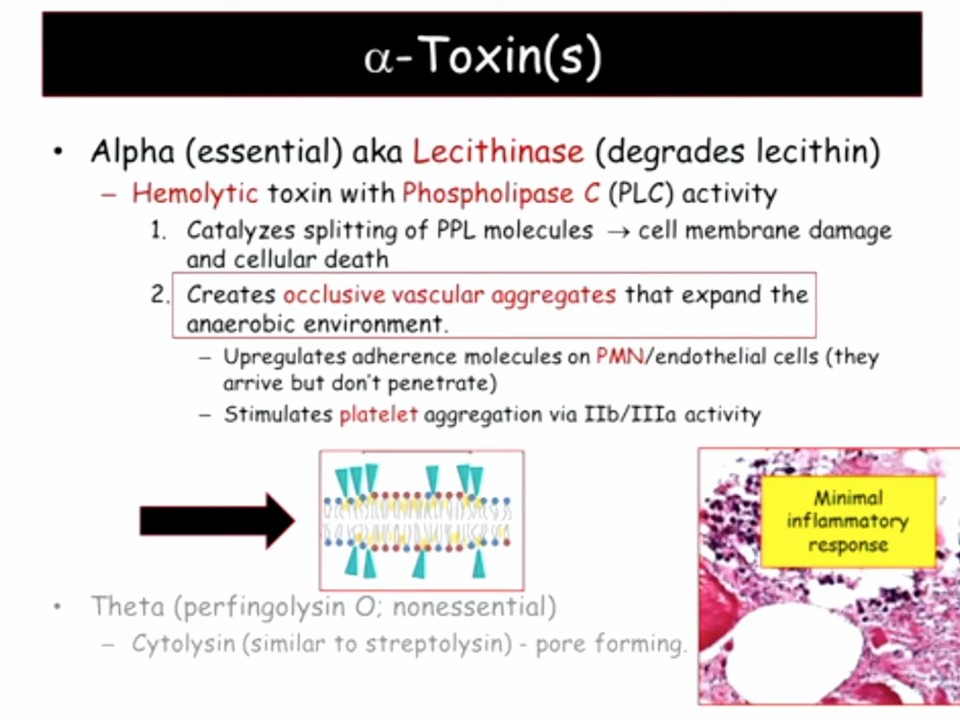 α-Toxin(s)
• Alpha (essential) aka Lecithinase (degrades lecithin)
– Hemolytic toxin with Phospholipase C (PLC) activity
1. Catalyzes splitting of PPL molecules → cell membrane damage
and cellular death
2. Creates occlusive vascular aggregates that expand the
anaerobic environment.
– Upregulates adherence molecules on PMN/endothelial cells (they
arrive but don't penetrate)
– Stimulates platelet aggregation via IIb/IIIa activity
Minimal
inflammatory
response
• Theta (perfingolysin O; nonessential)
– Cytolysin (similar to streptolysin) - pore forming.